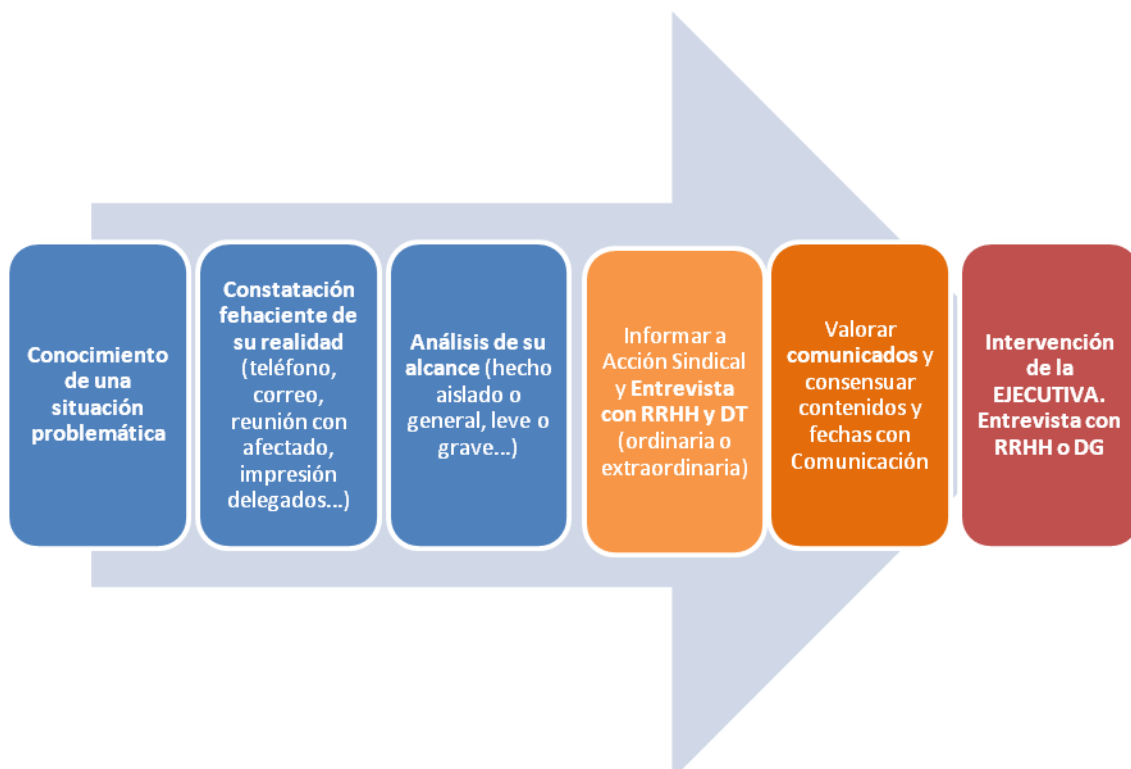 Conocimiento
de una
situación
problemática
Constatación
fehaciente de
su realidad
(teléfono,
correo,
reunión con
afectado,
impresión
delegados...)
Análisis de su
alcance (hecho
aislado o
general, leve o
grave...)
Informar a
Acción Sindical
y Entrevista
con RRHH y DT
(ordinaria o
extraordinaria)
Valorar
comunicados y
consensuar
contenidos y
fechas con
Comunicación
Intervención
de la
EJECUTIVA.
Entrevista con
RRHH o DG